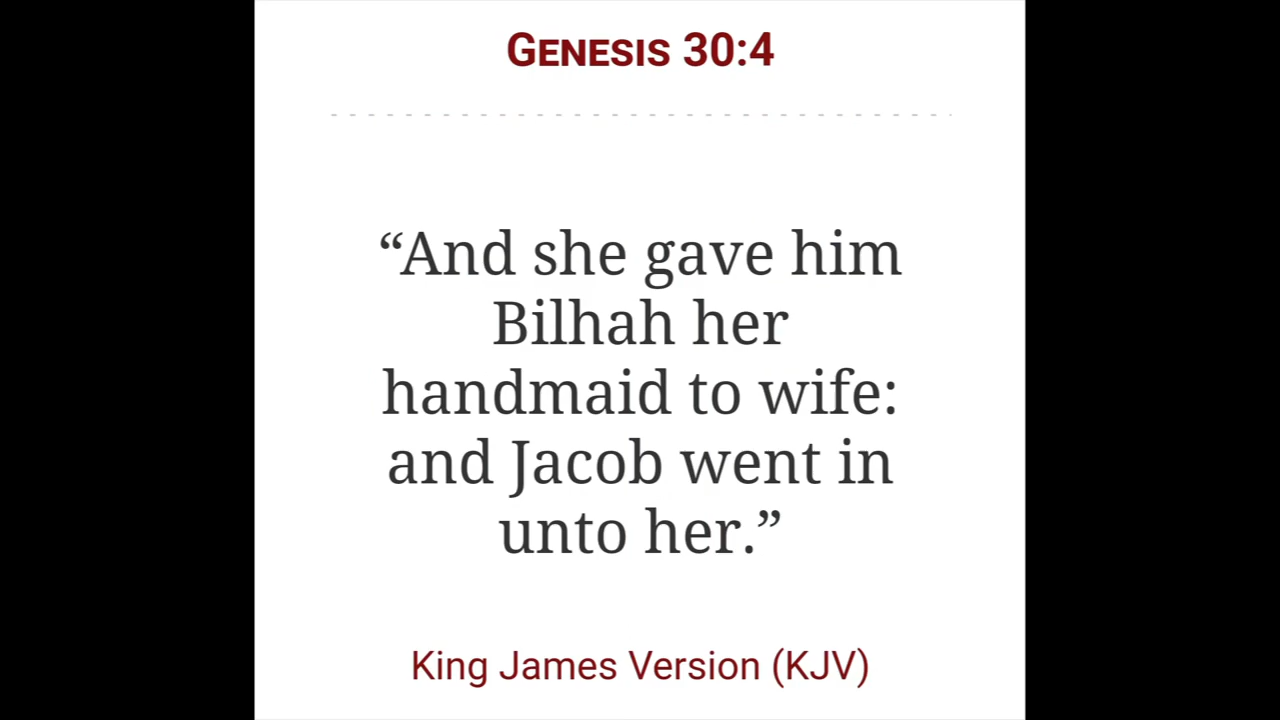 Genesis 30:4
“And she gave him
Bilhah her
handmaid to wife:
and Jacob went in
unto her.”
King James Version (KJV)